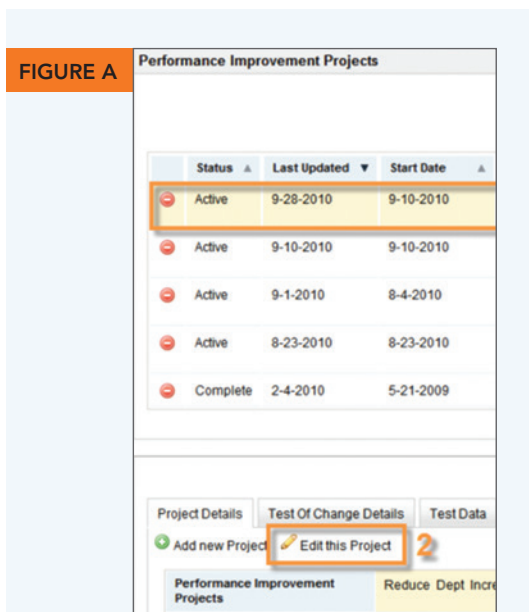 FIGURE A
Performance Improvement Projects
Status Last Updated Start Date
Active 9-28-2010 9-10-2010
Active 9-10-2010 9-10-2010
Active 9-1-2010 8-4-2010
Active 8-23-2010 8-23-2010
Complete 2-4-2010 5-21-2009
Project Details Test Of Change Details Test Data
Add new Project Edit this Project 2
Performance Improvement Reduce Dept Incre
Projects